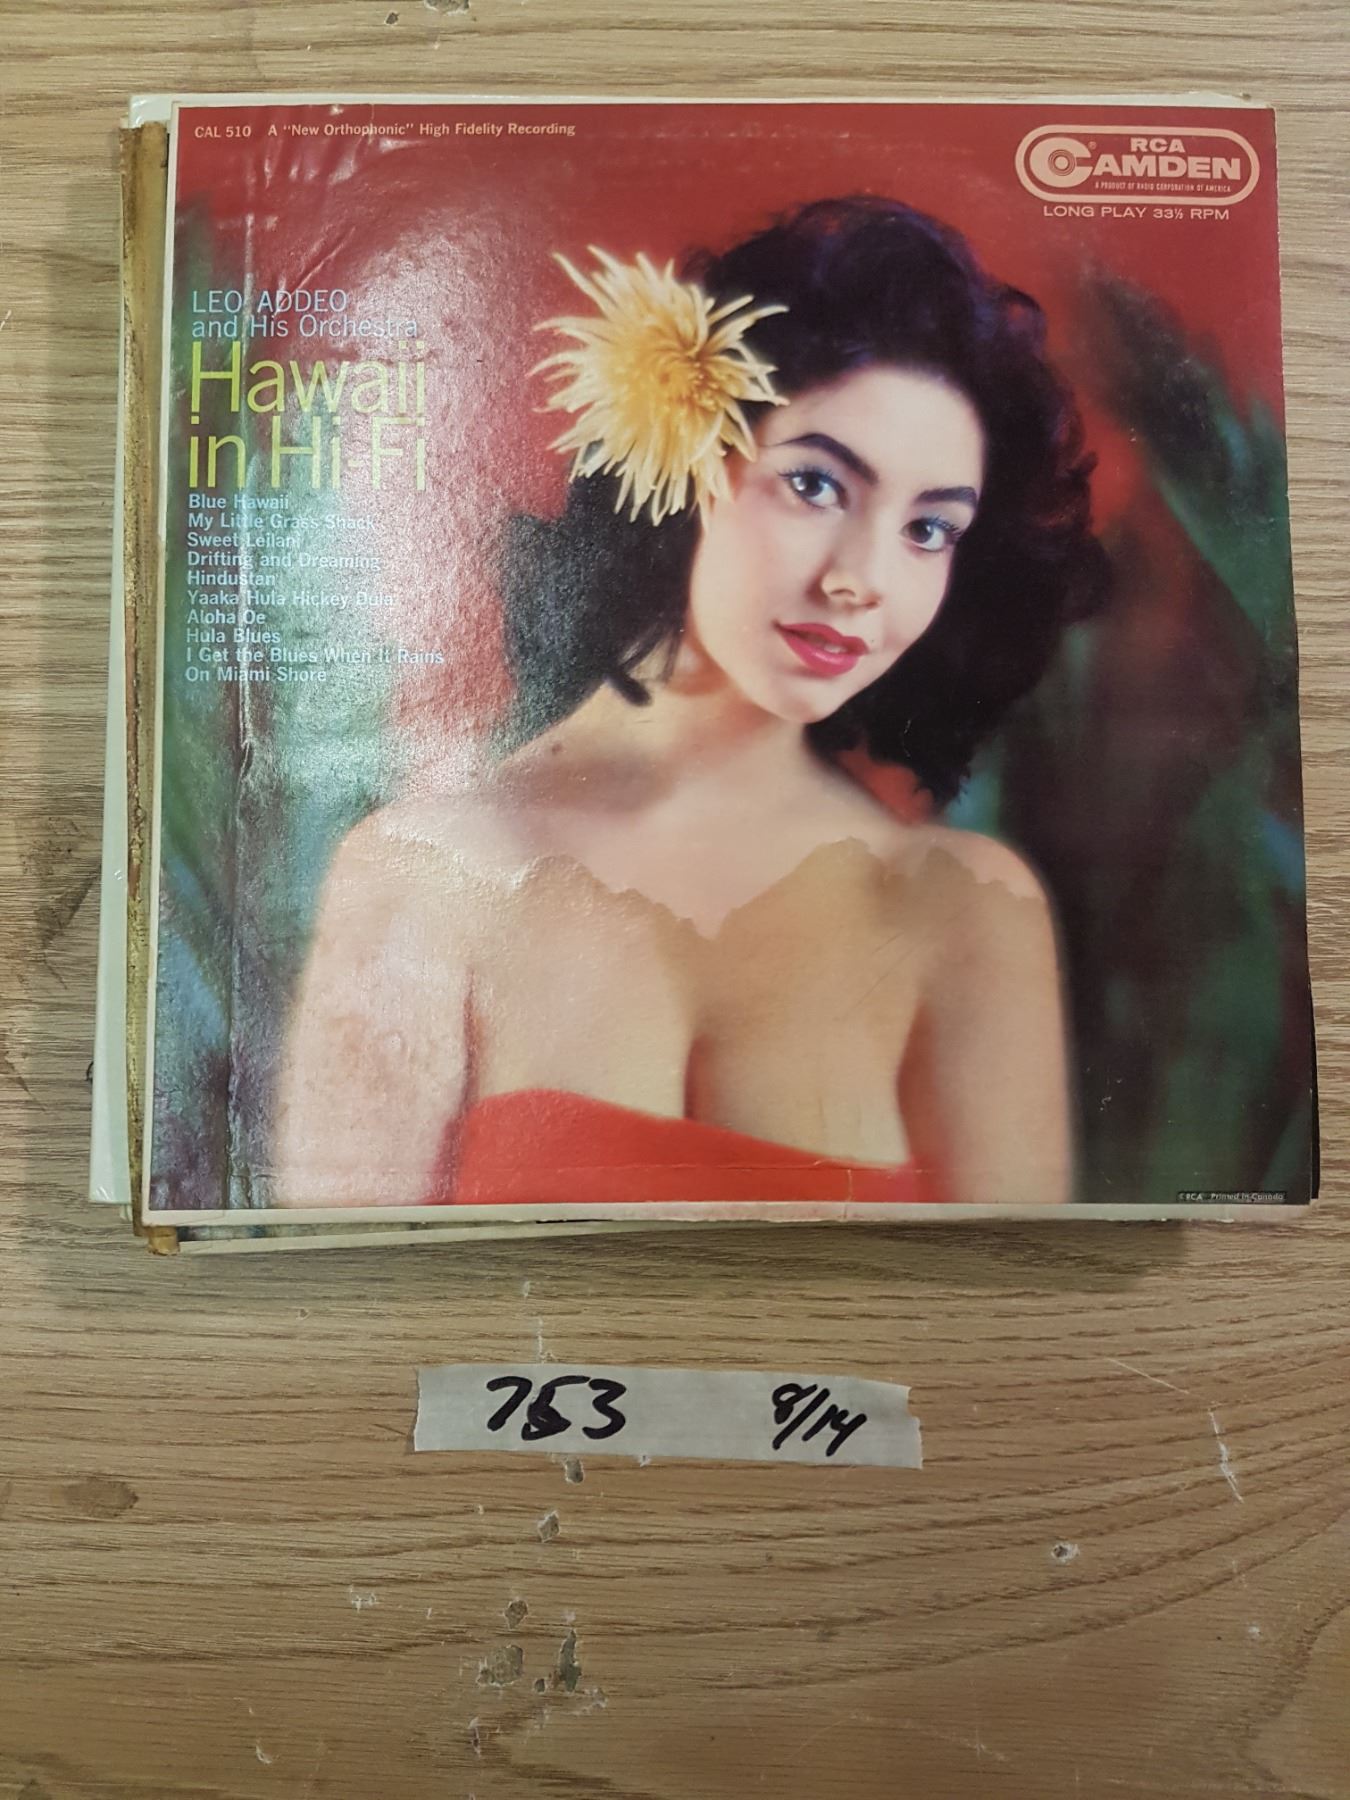 CAL 510 A "New Orthophonic" High Fidelity Recording
RCA
CAMDEN®
A PRODUCT OF RADIO CORPORATION OF AMERICA
LONG PLAY 33⅓ RPM
LEO ADDEO
and His Orchestra
Hawaii
in Hi-Fi
Blue Hawaii
My Little Grass Shack
Sweet Leilani
Drifting and Dreaming
Hindustan
Yaaka Hula Hickey Dula
Aloha Oe
Hula Blues
I Get the Blues When It Rains
On Miami Shore
©RCA Printed in Canada
753 8/14